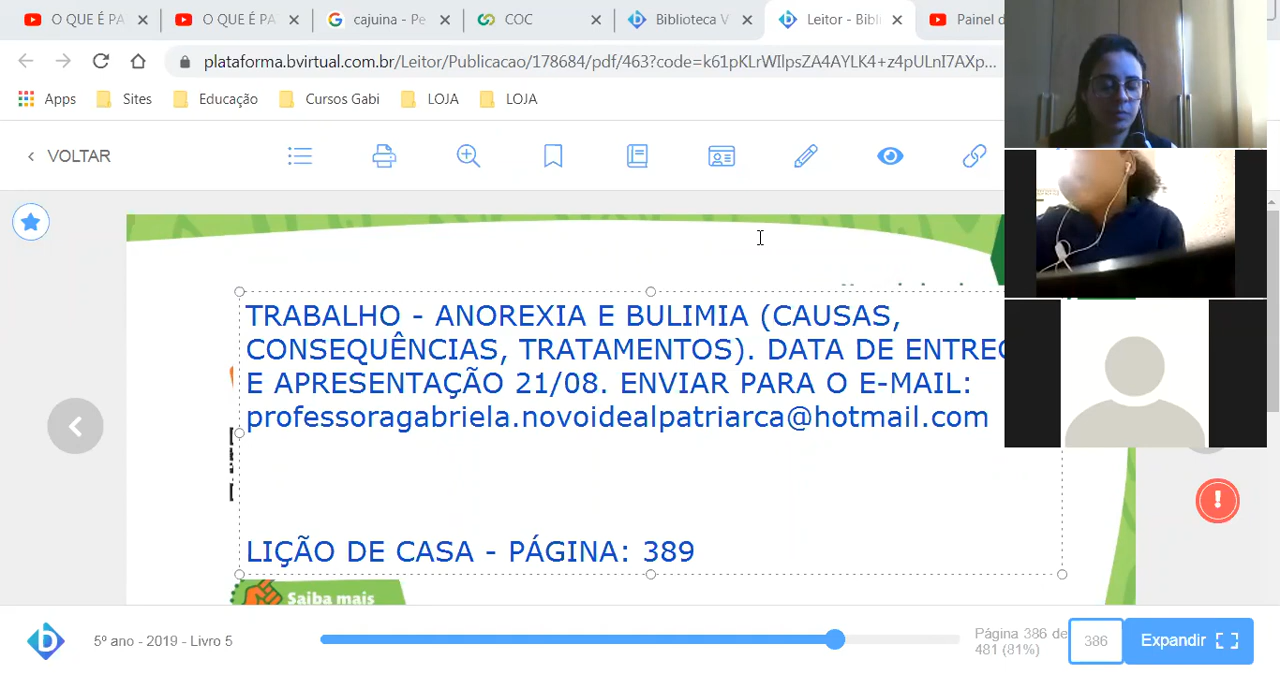 O QUE É PA
O QUE É PA
cajuina - Pe
COC
Biblioteca V
Leitor - Bibl
Painel d
plataforma.bvirtual.com.br/Leitor/Publicacao/178684/pdf/463?code=k61pKLrWIlpsZA4AYLK4+z4pULnI7AXp...
Apps
Sites
Educação
Cursos Gabi
LOJA
LOJA
VOLTAR
TRABALHO - ANOREXIA E BULIMIA (CAUSAS,
CONSEQUÊNCIAS, TRATAMENTOS). DATA DE ENTREG
E APRESENTAÇÃO 21/08. ENVIAR PARA O E-MAIL:
professoragabriela.novoidealpatriarca@hotmail.com
LIÇÃO DE CASA - PÁGINA: 389
Saiba mais
5º ano - 2019 - Livro 5
Página 386 de
481 (81%)
386
Expandir